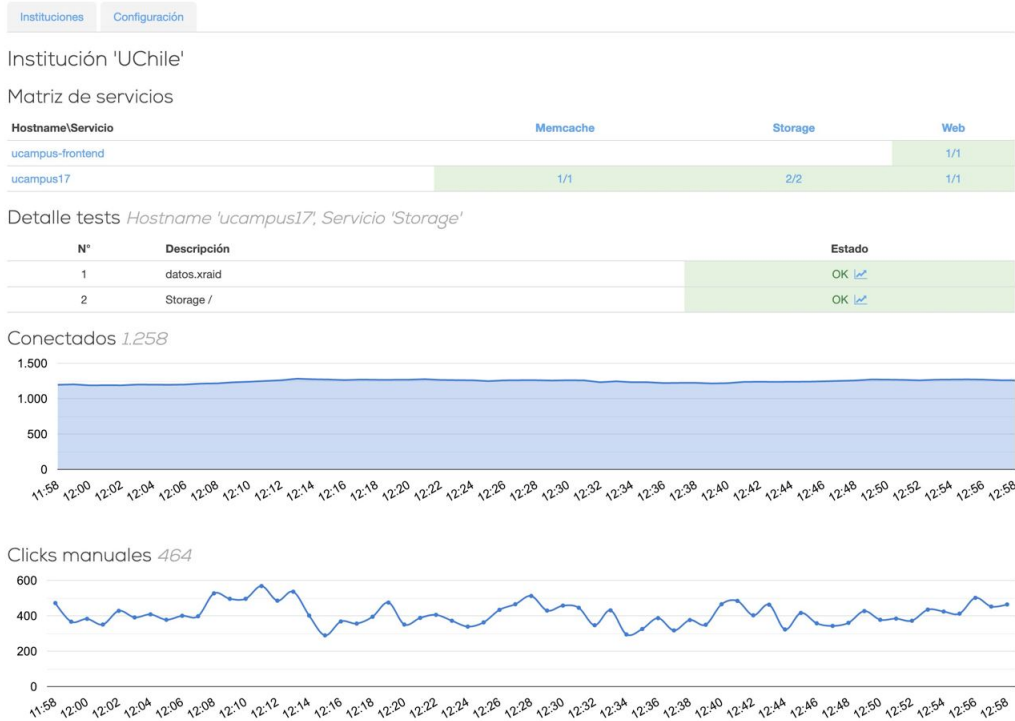 Instituciones Configuración
Institución 'UChile'
Matriz de servicios
Hostname\Servicio Memcache Storage Web
ucampus-frontend 1/1
ucampus17 1/1 2/2 1/1
Detalle tests Hostname 'ucampus17', Servicio 'Storage'
N° Descripción Estado
1 datos.xraid OK
2 Storage / OK
Conectados 1.258
1.500
1.000
500
0
11:58 12:00 12:02 12:04 12:06 12:08 12:10 12:12 12:14 12:16 12:18 12:20 12:22 12:24 12:26 12:28 12:30 12:32 12:34 12:36 12:38 12:40 12:42 12:44 12:46 12:48 12:50 12:52 12:54 12:56 12:58
Clicks manuales 464
600
400
200
0
11:58 12:00 12:02 12:04 12:06 12:08 12:10 12:12 12:14 12:16 12:18 12:20 12:22 12:24 12:26 12:28 12:30 12:32 12:34 12:36 12:38 12:40 12:42 12:44 12:46 12:48 12:50 12:52 12:54 12:56 12:58